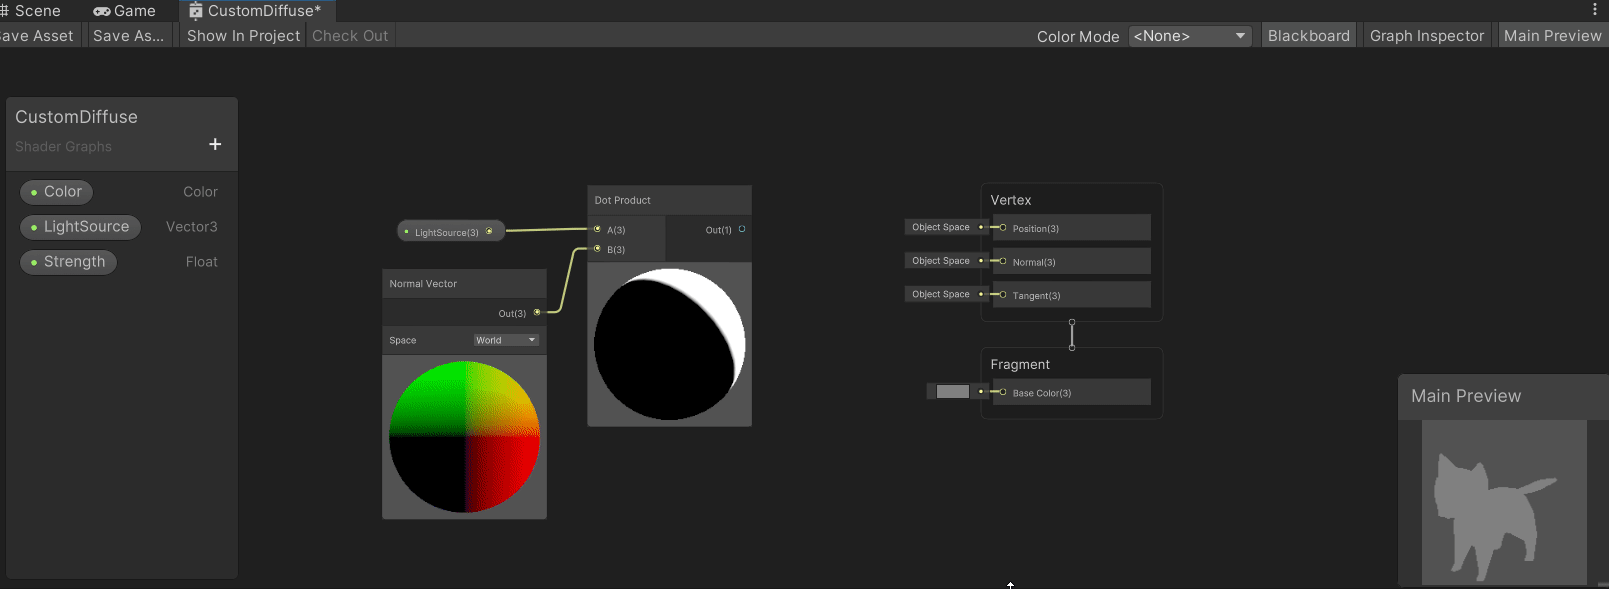 Scene Game CustomDiffuse*
ave Asset Save As... Show In Project Check Out Color Mode <None> Blackboard Graph Inspector Main Preview
CustomDiffuse
Shader Graphs +
Color Color
LightSource Vector3
Strength Float
LightSource(3)
Normal Vector
Out(3)
Space World
Dot Product
A(3) Out(1)
B(3)
Vertex
Object Space Position(3)
Object Space Normal(3)
Object Space Tangent(3)
Fragment
Base Color(3)
Main Preview